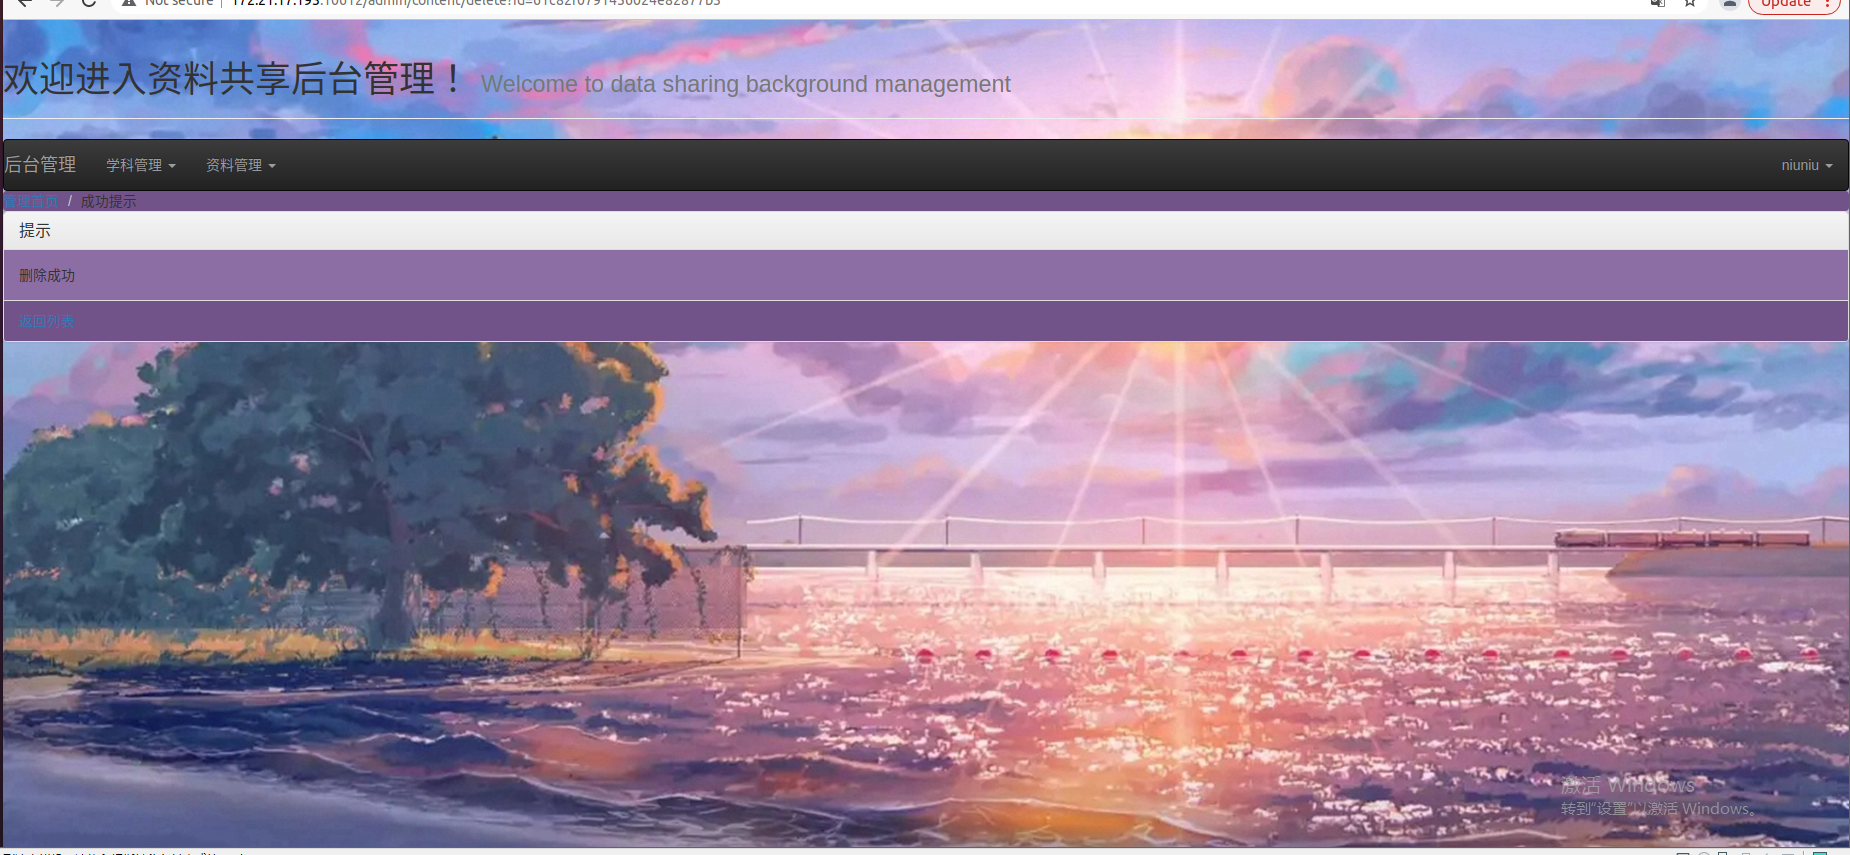 Not secure 172.21.17.193:10012/admin/content/delete?id=61c82f0791436024e82877b3 Update
欢迎进入资料共享后台管理！ Welcome to data sharing background management
后台管理 学科管理 资料管理 niuniu
管理首页 / 成功提示
提示
删除成功
返回列表
激活 Windows
转到"设置"以激活 Windows。